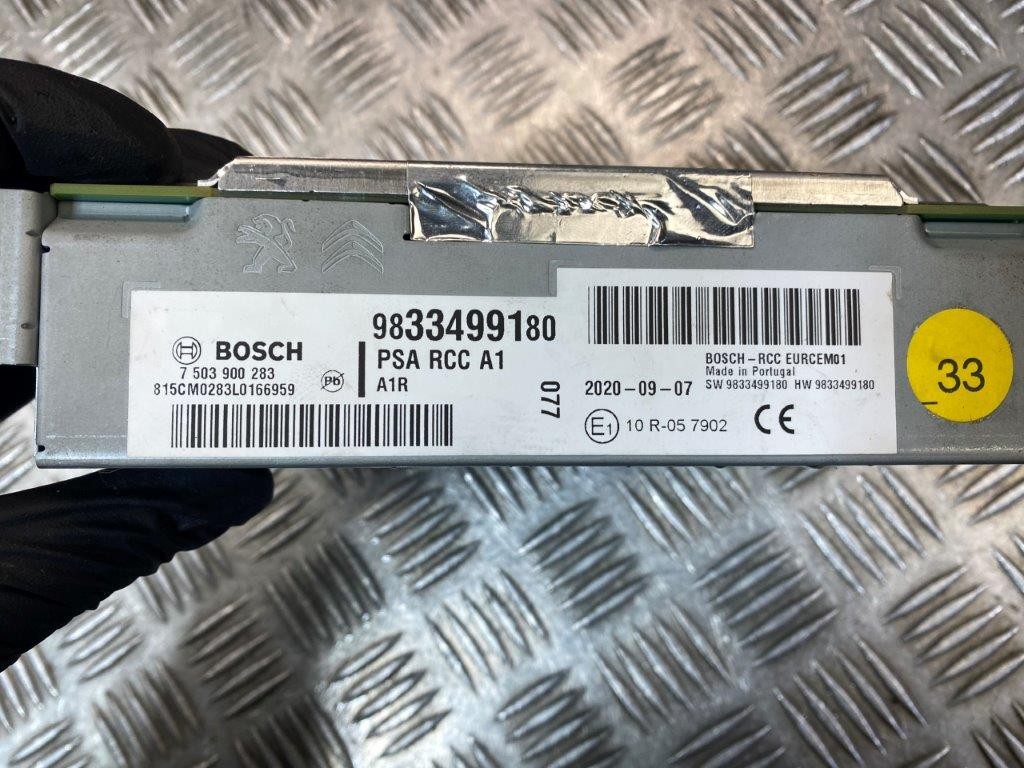 BOSCH
7 503 900 283
815CM0283L0166959
Pb
9833499180
PSA RCC A1
A1R
077
BOSCH-RCC EURCEM01
Made in Portugal
SW 9833499180 HW 9833499180
2020-09-07
E1 10 R-05 7902 CE
33